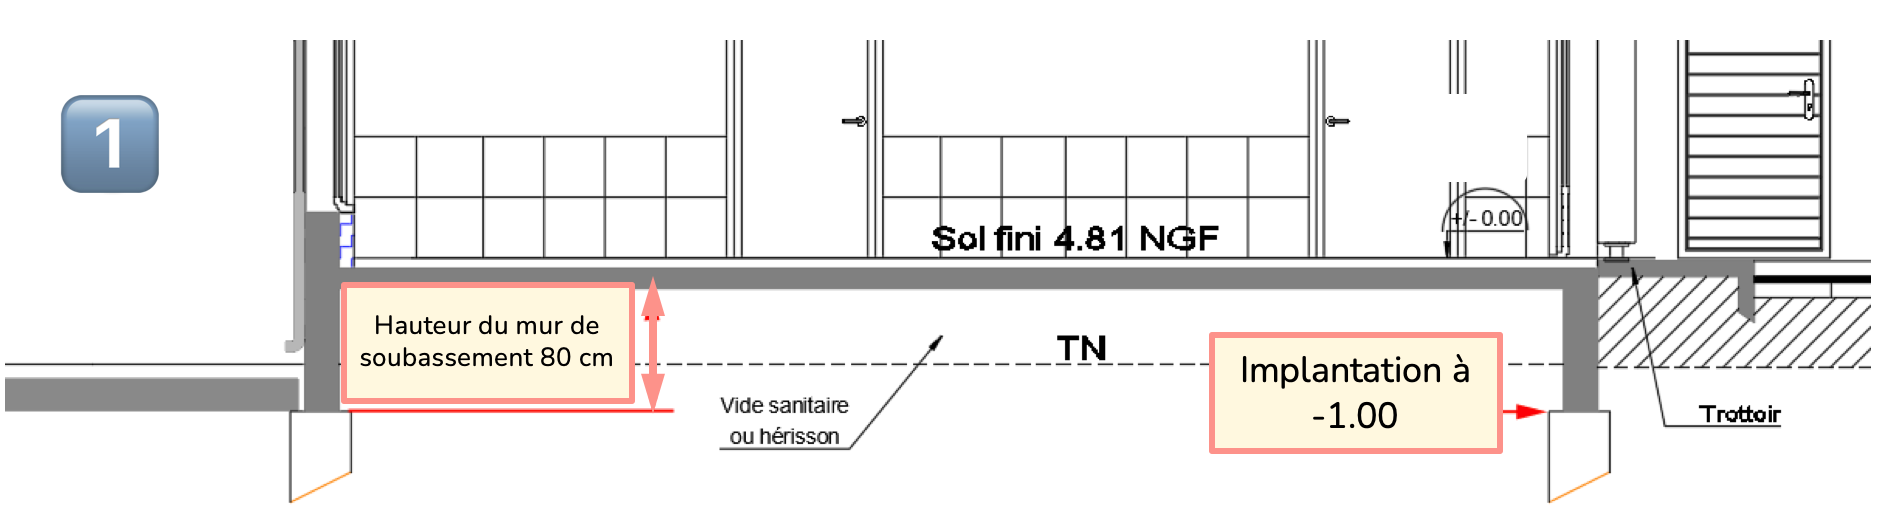 1
+/- 0.00
Sol fini 4.81 NGF
Hauteur du mur de
soubassement 80 cm
TN
Implantation à
-1.00
Vide sanitaire
ou hérisson
Trottoir